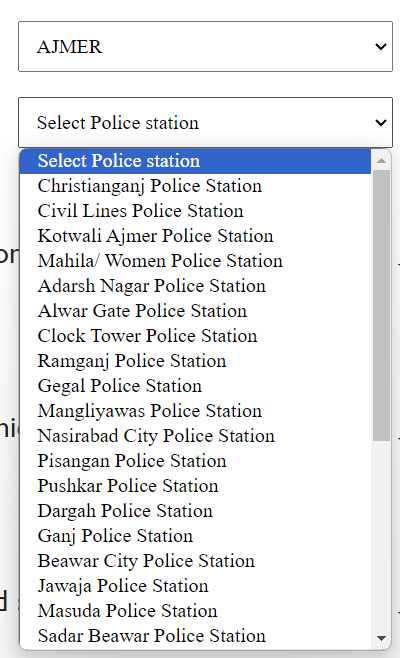 AJMER
Select Police station
Select Police station
Christianganj Police Station
Civil Lines Police Station
Kotwali Ajmer Police Station
Mahila/ Women Police Station
Adarsh Nagar Police Station
Alwar Gate Police Station
Clock Tower Police Station
Ramganj Police Station
Gegal Police Station
Mangliyawas Police Station
Nasirabad City Police Station
Pisangan Police Station
Pushkar Police Station
Dargah Police Station
Ganj Police Station
Beawar City Police Station
Jawaja Police Station
Masuda Police Station
Sadar Beawar Police Station